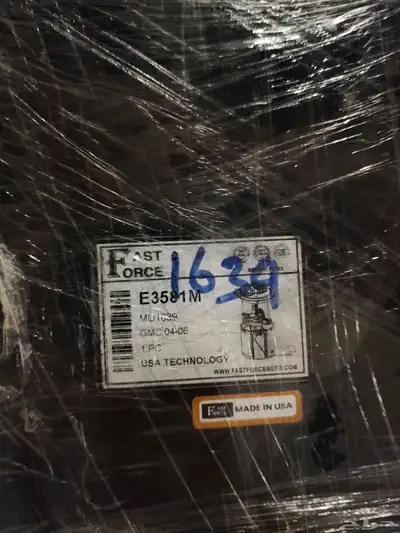 FAST FORCE
1639
E3581M
MU1639
GMC 04-06
1 PC
USA TECHNOLOGY
WWW.FASTFORCEAUTO.COM
FAST FORCE MADE IN USA